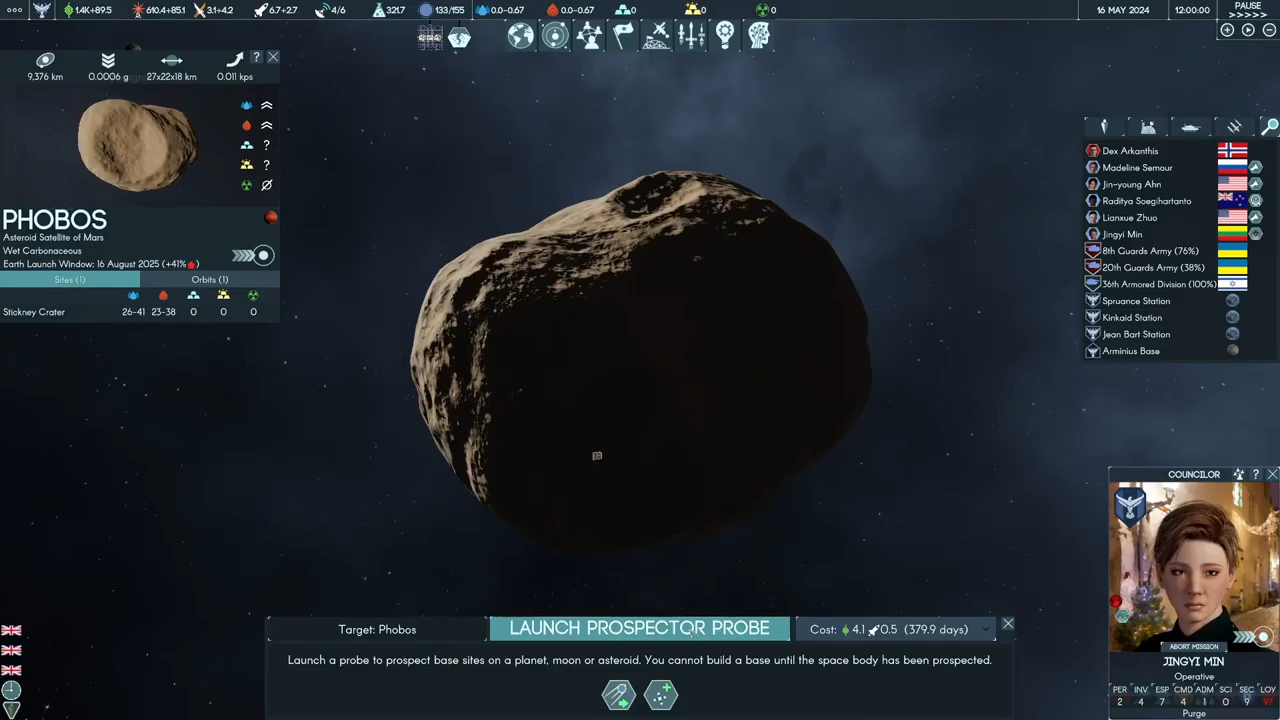 1.4K+89.5 610.4+85.1 3.1+4.2 6.7+2.7 4/6 321.7 133/155 0.0-0.67 0.0-0.67 0 0 0
16 MAY 2024 12:00:00 PAUSE
>>>>>
9,376 km 0.0006 g 27x22x18 km 0.011 kps
?
?
?
PHOBOS
Asteroid Satellite of Mars
Wet Carbonaceous
Earth Launch Window: 16 August 2025 (+41%)
Sites (1) Orbits (1)
Stickney Crater 26-41 23-38 0 0 0
Dex Arkanthis
Madeline Semour
Jin-young Ahn
Raditya Soegihartanto
Lianxue Zhuo
Jingyi Min
8th Guards Army (76%)
20th Guards Army (38%)
36th Armored Division (100%)
Spruance Station
Kinkaid Station
Jean Bart Station
Arminius Base
COUNCILOR ?
ABORT MISSION
JINGYI MIN
Operative
PER INV ESP CMD ADM SCI SEC LOY
2 4 7 4 1 0 9 97
Purge
Target: Phobos
LAUNCH PROSPECTOR PROBE
Cost: 4.1 0.5 (379.9 days)
Launch a probe to prospect base sites on a planet, moon or asteroid. You cannot build a base until the space body has been prospected.